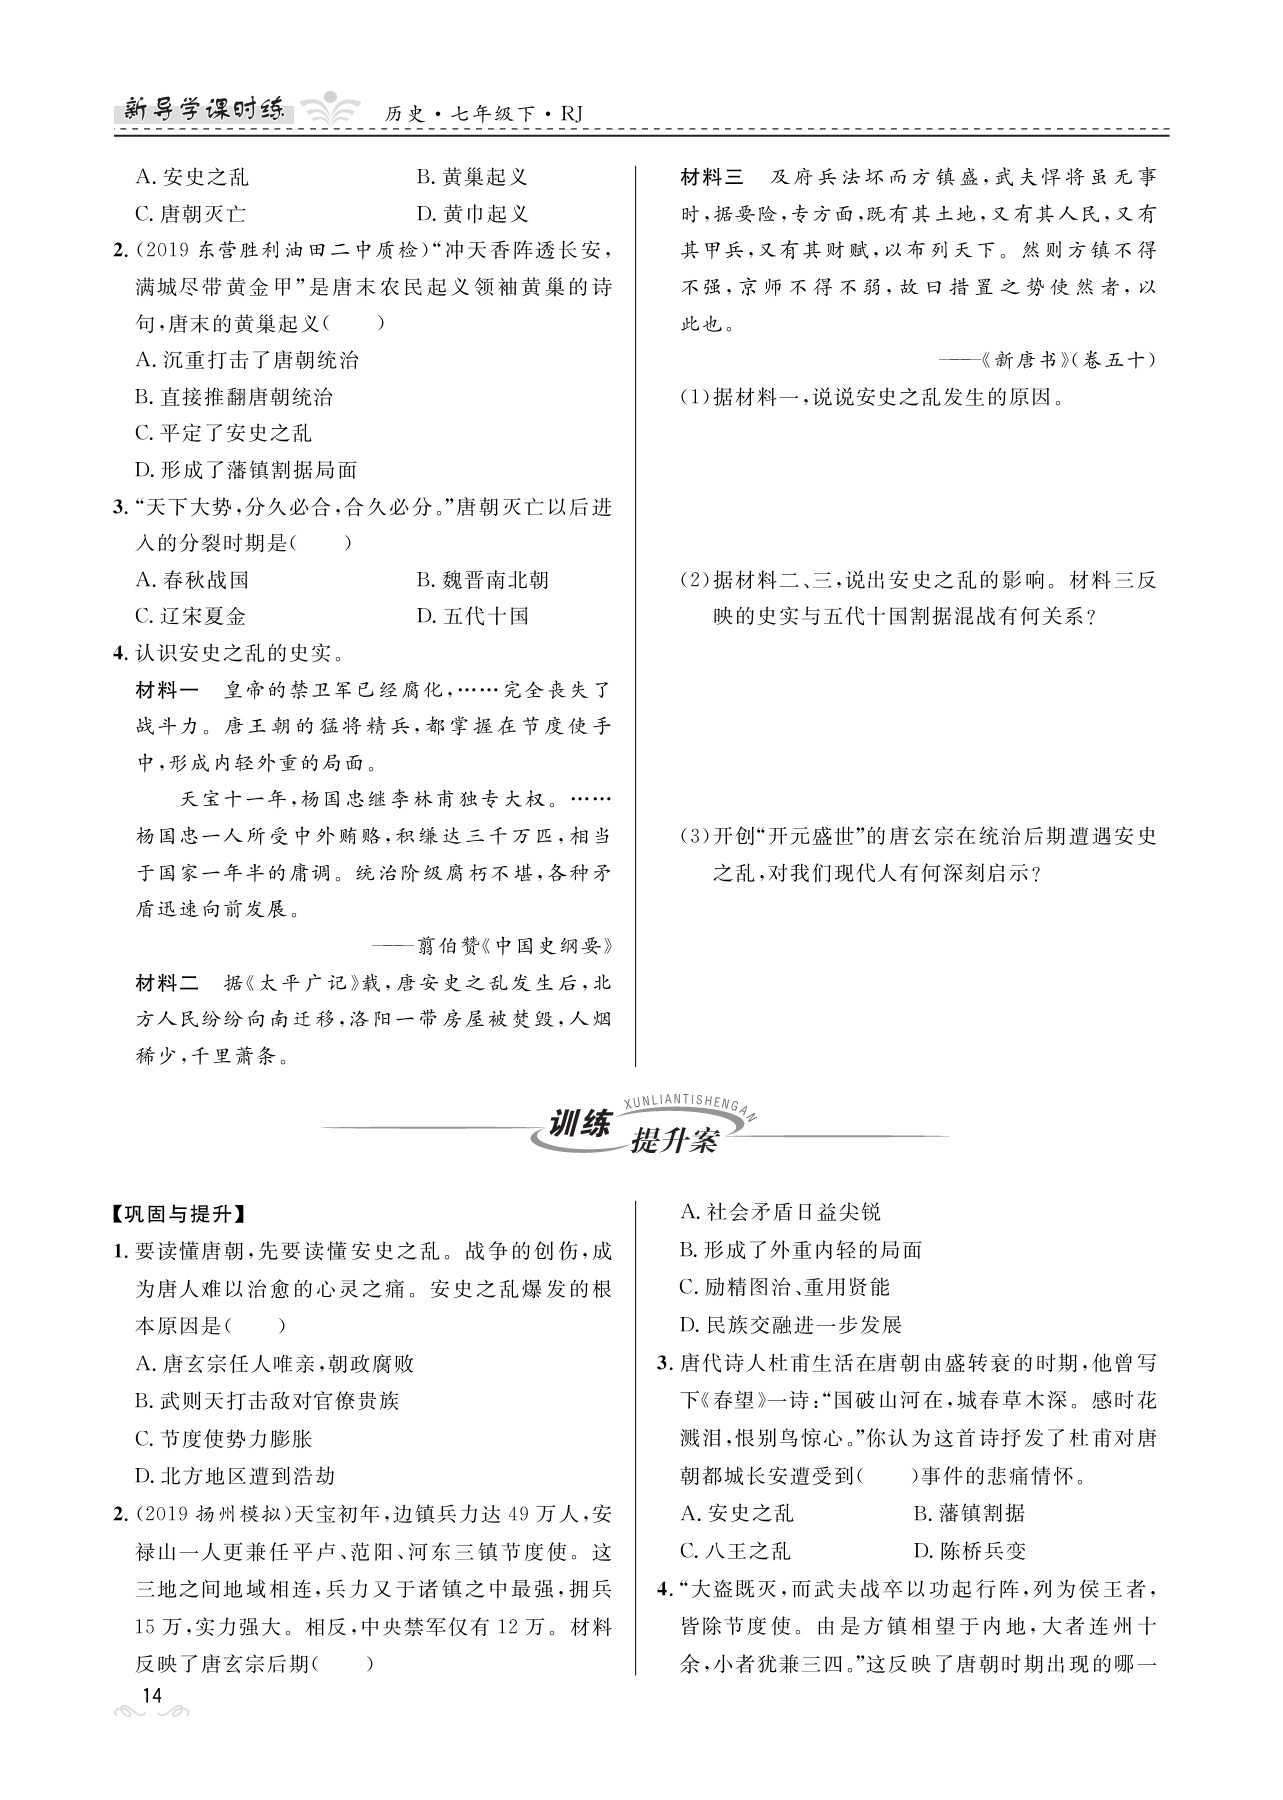 新导学课时练 历史·七年级下·RJ
A. 安史之乱 B. 黄巢起义
C. 唐朝灭亡 D. 黄巾起义
2. (2019 东营胜利油田二中质检)“冲天香阵透长安,
满城尽带黄金甲”是唐末农民起义领袖黄巢的诗
句,唐末的黄巢起义(  )
A. 沉重打击了唐朝统治
B. 直接推翻唐朝统治
C. 平定了安史之乱
D. 形成了藩镇割据局面
3. “天下大势,分久必合,合久必分。”唐朝灭亡以后进
入的分裂时期是(  )
A. 春秋战国 B. 魏晋南北朝
C. 辽宋夏金 D. 五代十国
4. 认识安史之乱的史实。
材料一 皇帝的禁卫军已经腐化,……完全丧失了
战斗力。唐王朝的猛将精兵,都掌握在节度使手
中,形成内轻外重的局面。
天宝十一年,杨国忠继李林甫独专大权。……
杨国忠一人所受中外贿赂,积缣达三千万匹,相当
于国家一年半的庸调。统治阶级腐朽不堪,各种矛
盾迅速向前发展。
——翦伯赞《中国史纲要》
材料二 据《太平广记》载,唐安史之乱发生后,北
方人民纷纷向南迁移,洛阳一带房屋被焚毁,人烟
稀少,千里萧条。
材料三 及府兵法坏而方镇盛,武夫悍将虽无事
时,据要险,专方面,既有其土地,又有其人民,又有
其甲兵,又有其财赋,以布列天下。然则方镇不得
不强,京师不得不弱,故曰措置之势使然者,以
此也。
——《新唐书》(卷五十)
(1)据材料一,说说安史之乱发生的原因。
(2)据材料二、三,说出安史之乱的影响。材料三反
映的史实与五代十国割据混战有何关系?
(3)开创“开元盛世”的唐玄宗在统治后期遭遇安史
之乱,对我们现代人有何深刻启示?
XUNLIANTISHENGAN
训练
提升案
【巩固与提升】
1. 要读懂唐朝,先要读懂安史之乱。战争的创伤,成
为唐人难以治愈的心灵之痛。安史之乱爆发的根
本原因是(  )
A. 唐玄宗任人唯亲,朝政腐败
B. 武则天打击敌对官僚贵族
C. 节度使势力膨胀
D. 北方地区遭到浩劫
2. (2019 扬州模拟)天宝初年,边镇兵力达 49 万人,安
禄山一人更兼任平卢、范阳、河东三镇节度使。这
三地之间地域相连,兵力又于诸镇之中最强,拥兵
15 万,实力强大。相反,中央禁军仅有 12 万。材料
反映了唐玄宗后期(  )
A. 社会矛盾日益尖锐
B. 形成了外重内轻的局面
C. 励精图治、重用贤能
D. 民族交融进一步发展
3. 唐代诗人杜甫生活在唐朝由盛转衰的时期,他曾写
下《春望》一诗:“国破山河在,城春草木深。感时花
溅泪,恨别鸟惊心。”你认为这首诗抒发了杜甫对唐
朝都城长安遭受到(  )事件的悲痛情怀。
A. 安史之乱 B. 藩镇割据
C. 八王之乱 D. 陈桥兵变
4. “大盗既灭,而武夫战卒以功起行阵,列为侯王者,
皆除节度使。由是方镇相望于内地,大者连州十
余,小者犹兼三四。”这反映了唐朝时期出现的哪一
14